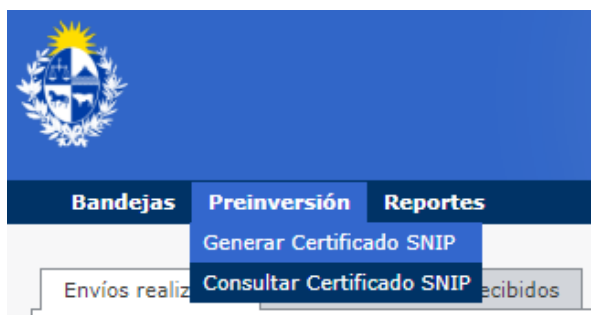 Bandejas Preinversión Reportes
Generar Certificado SNIP
Consultar Certificado SNIP
Envíos realiz ecibidos